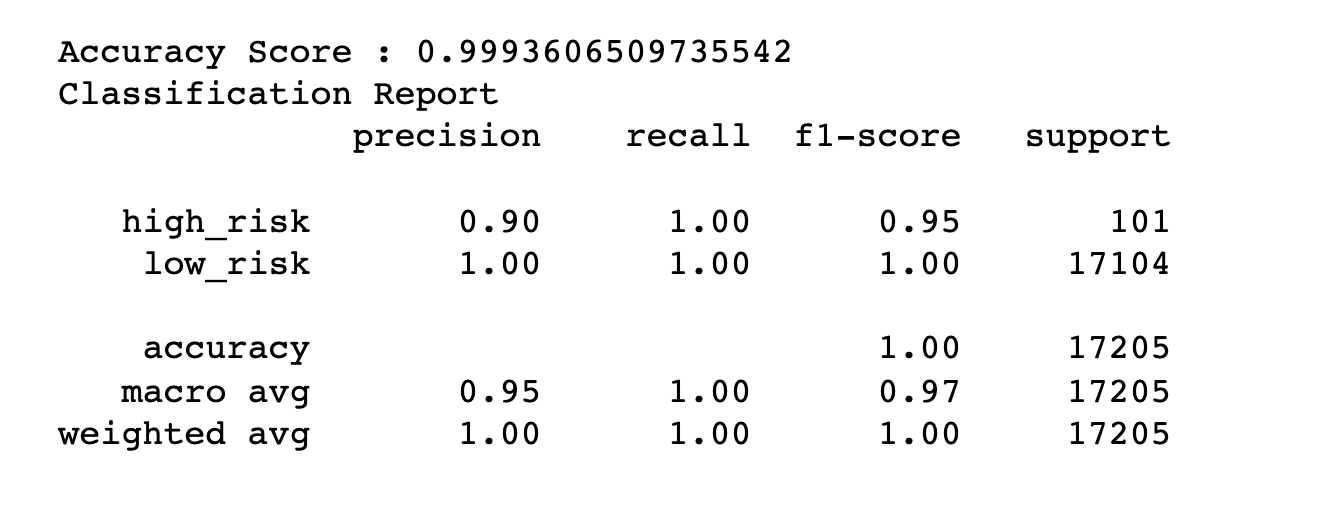 Accuracy Score : 0.9993606509735542
Classification Report
precision recall f1-score support
high_risk 0.90 1.00 0.95 101
low_risk 1.00 1.00 1.00 17104
accuracy 1.00 17205
macro avg 0.95 1.00 0.97 17205
weighted avg 1.00 1.00 1.00 17205